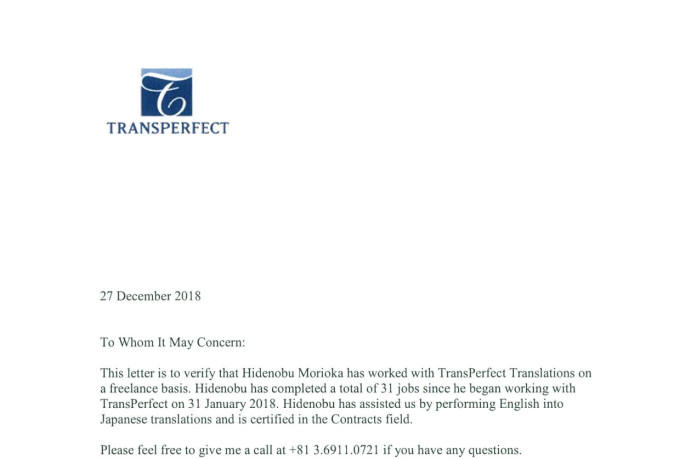 TRANSPERFECT
27 December 2018
To Whom It May Concern:
This letter is to verify that Hidenobu Morioka has worked with TransPerfect Translations on
a freelance basis. Hidenobu has completed a total of 31 jobs since he began working with
TransPerfect on 31 January 2018. Hidenobu has assisted us by performing English into
Japanese translations and is certified in the Contracts field.
Please feel free to give me a call at +81 3.6911.0721 if you have any questions.